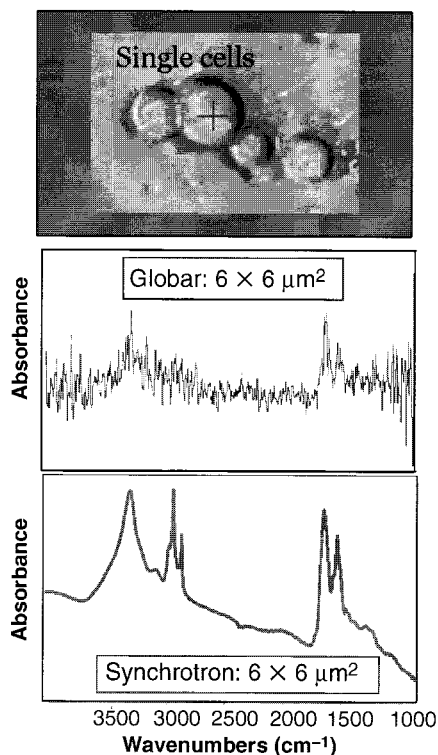 Single cells
Globar: 6 × 6 μm²
Absorbance
Synchrotron: 6 × 6 μm²
Absorbance
3500 3000 2500 2000 1500 1000
Wavenumbers (cm⁻¹)